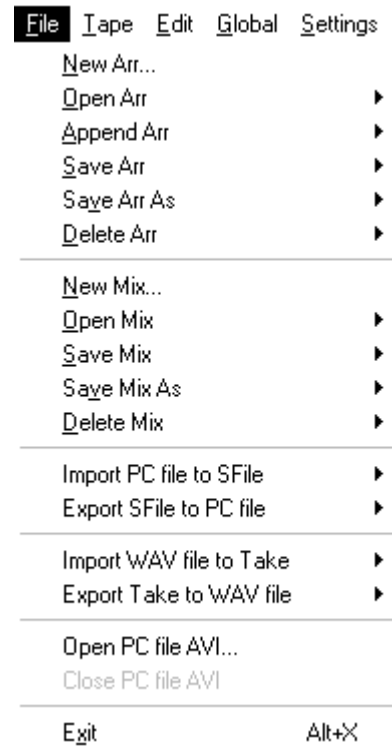 File Tape Edit Global Settings
New Arr...
Open Arr
Append Arr
Save Arr
Save Arr As
Delete Arr
New Mix...
Open Mix
Save Mix
Save Mix As
Delete Mix
Import PC file to SFile
Export SFile to PC file
Import WAV file to Take
Export Take to WAV file
Open PC file AVI...
Close PC file AVI
Exit Alt+X